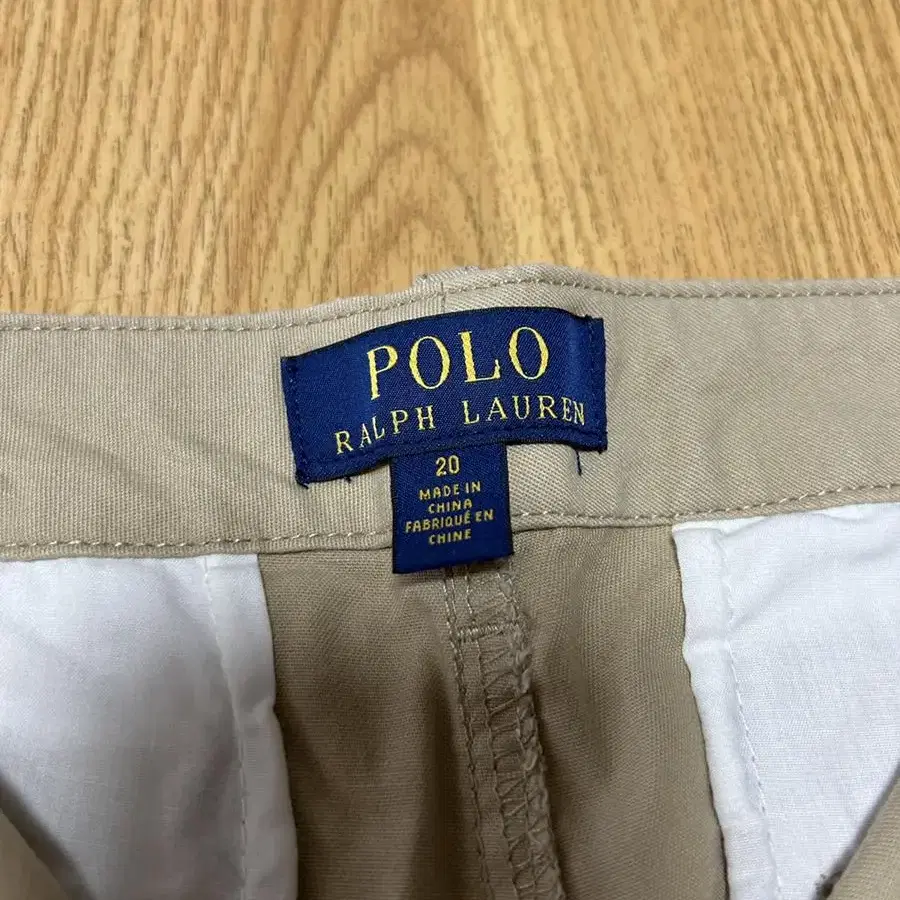 POLO
RALPH LAUREN
20
MADE IN
CHINA
FABRIQUÉ EN
CHINE